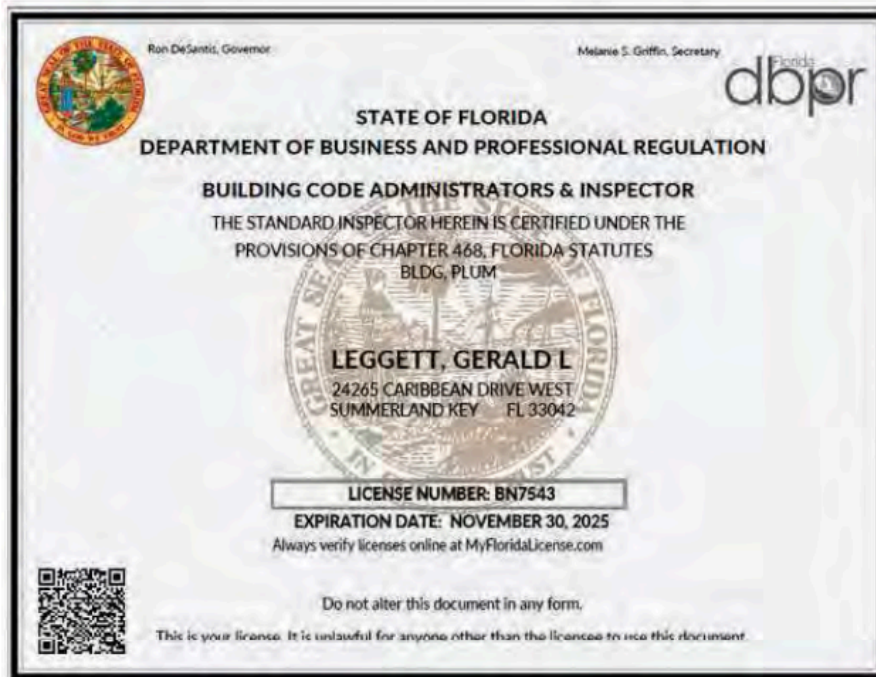 Ron DeSantis, Governor
Melanie S. Griffin, Secretary
Florida
dbpr
STATE OF FLORIDA
DEPARTMENT OF BUSINESS AND PROFESSIONAL REGULATION
BUILDING CODE ADMINISTRATORS & INSPECTOR
THE STANDARD INSPECTOR HEREIN IS CERTIFIED UNDER THE
PROVISIONS OF CHAPTER 468, FLORIDA STATUTES
BLDG, PLUM
LEGGETT, GERALD L
24265 CARIBBEAN DRIVE WEST
SUMMERLAND KEY FL 33042
LICENSE NUMBER: BN7543
EXPIRATION DATE: NOVEMBER 30, 2025
Always verify licenses online at MyFloridaLicense.com
Do not alter this document in any form.
This is your license. It is unlawful for anyone other than the licensee to use this document.